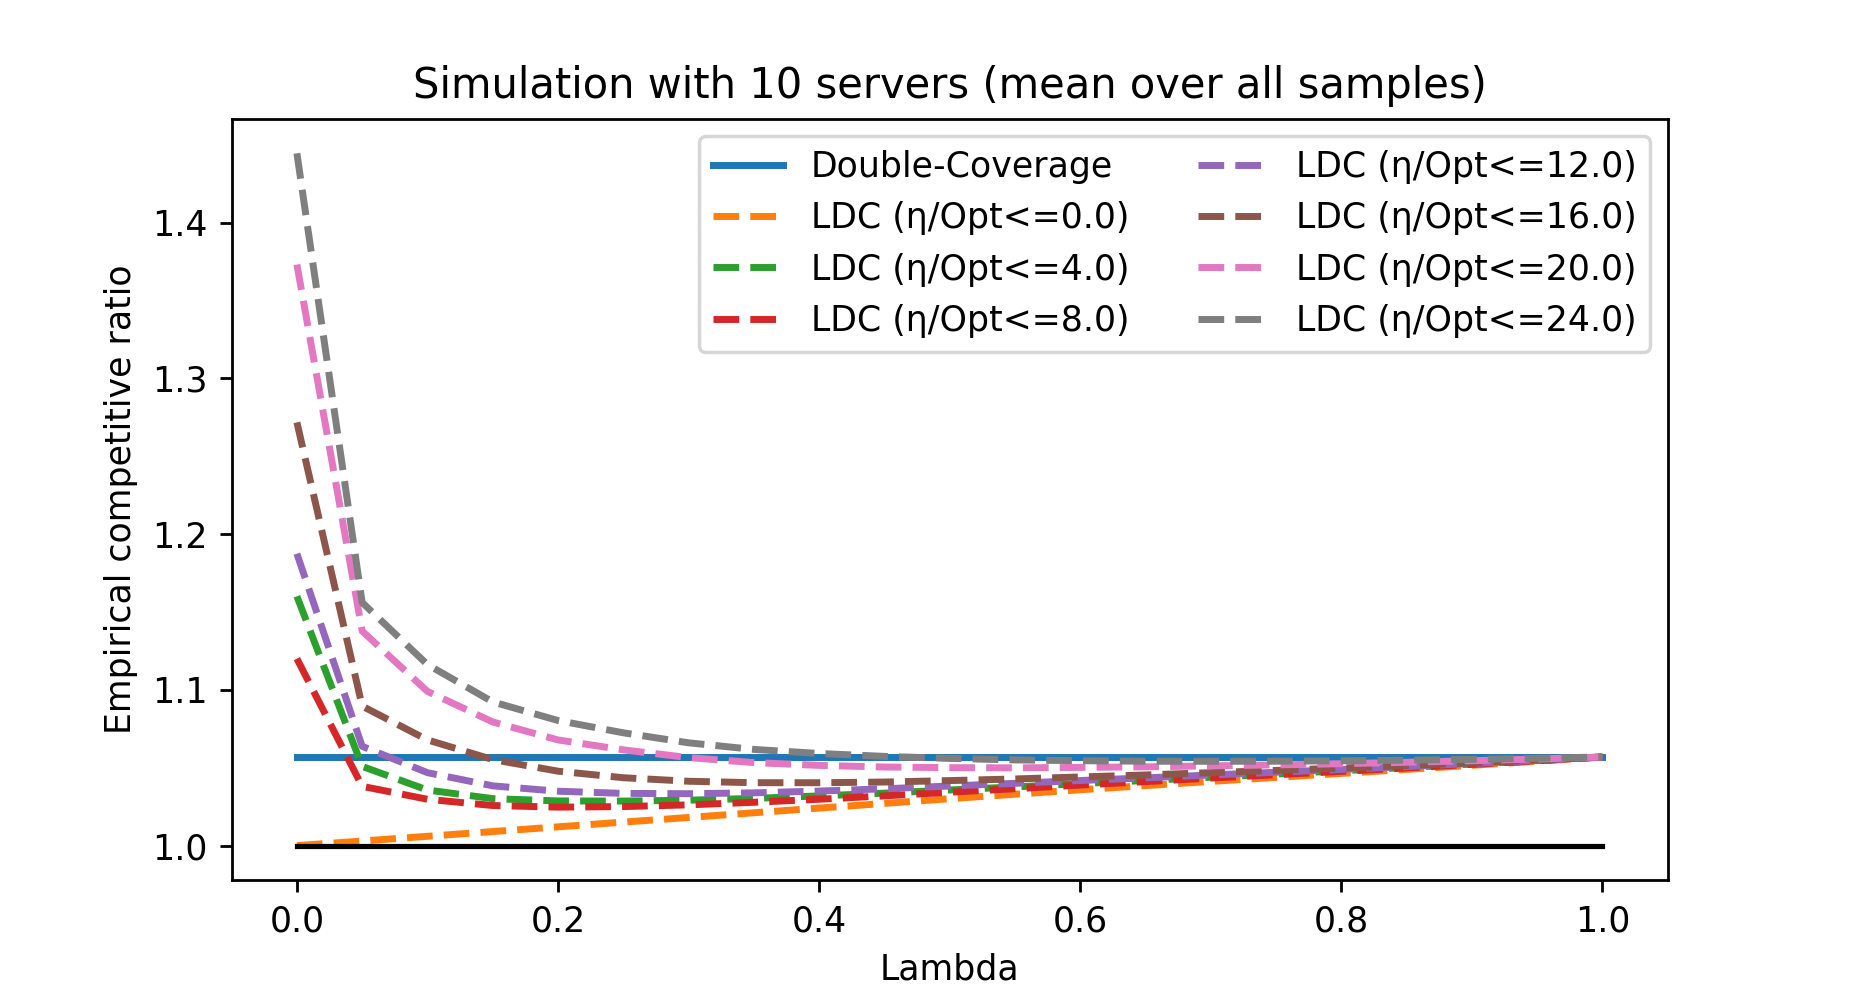 Simulation with 10 servers (mean over all samples)
Double-Coverage
LDC (η/Opt<=0.0)
LDC (η/Opt<=4.0)
LDC (η/Opt<=8.0)
LDC (η/Opt<=12.0)
LDC (η/Opt<=16.0)
LDC (η/Opt<=20.0)
LDC (η/Opt<=24.0)
Empirical competitive ratio
1.4
1.3
1.2
1.1
1.0
0.0 0.2 0.4 0.6 0.8 1.0
Lambda